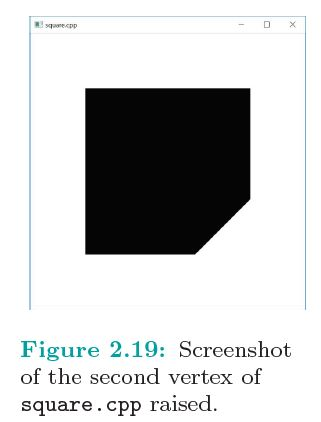 square.cpp
Figure 2.19: Screenshot
of the second vertex of
square.cpp raised.